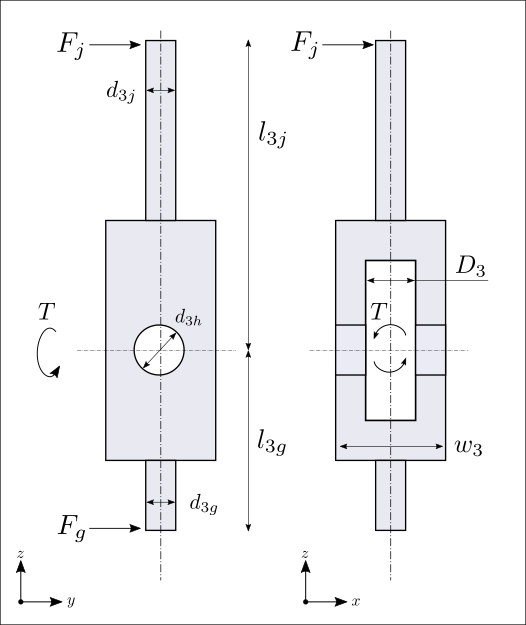 F_j
d_{3j}
l_{3j}
T
d_{3h}
l_{3g}
d_{3g}
F_g
z
y
F_j
D_3
T
w_3
z
x